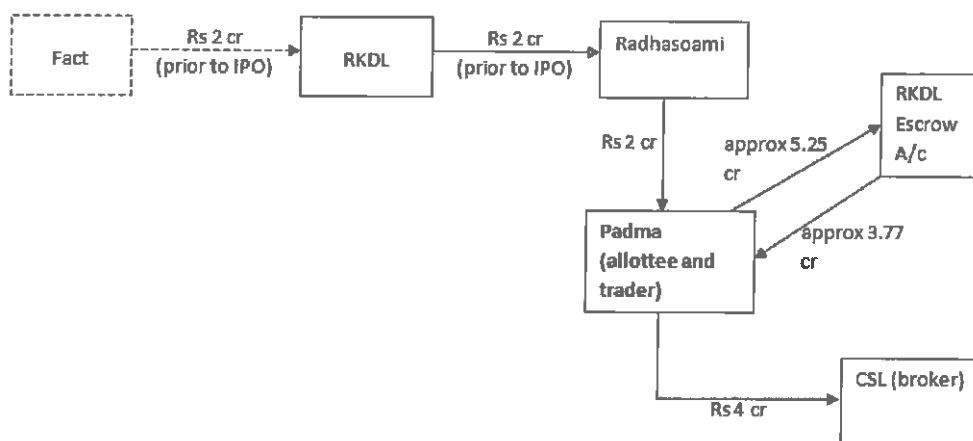 Rs 2 cr
Fact
(prior to IPO)
RKDL
Rs 2 cr
(prior to IPO)
Radhasoami
RKDL
Escrow
A/c
Rs 2 cr
approx 5.25
cr
Padma
(allottee and
trader)
approx 3.77
cr
CSL (broker)
Rs 4 cr